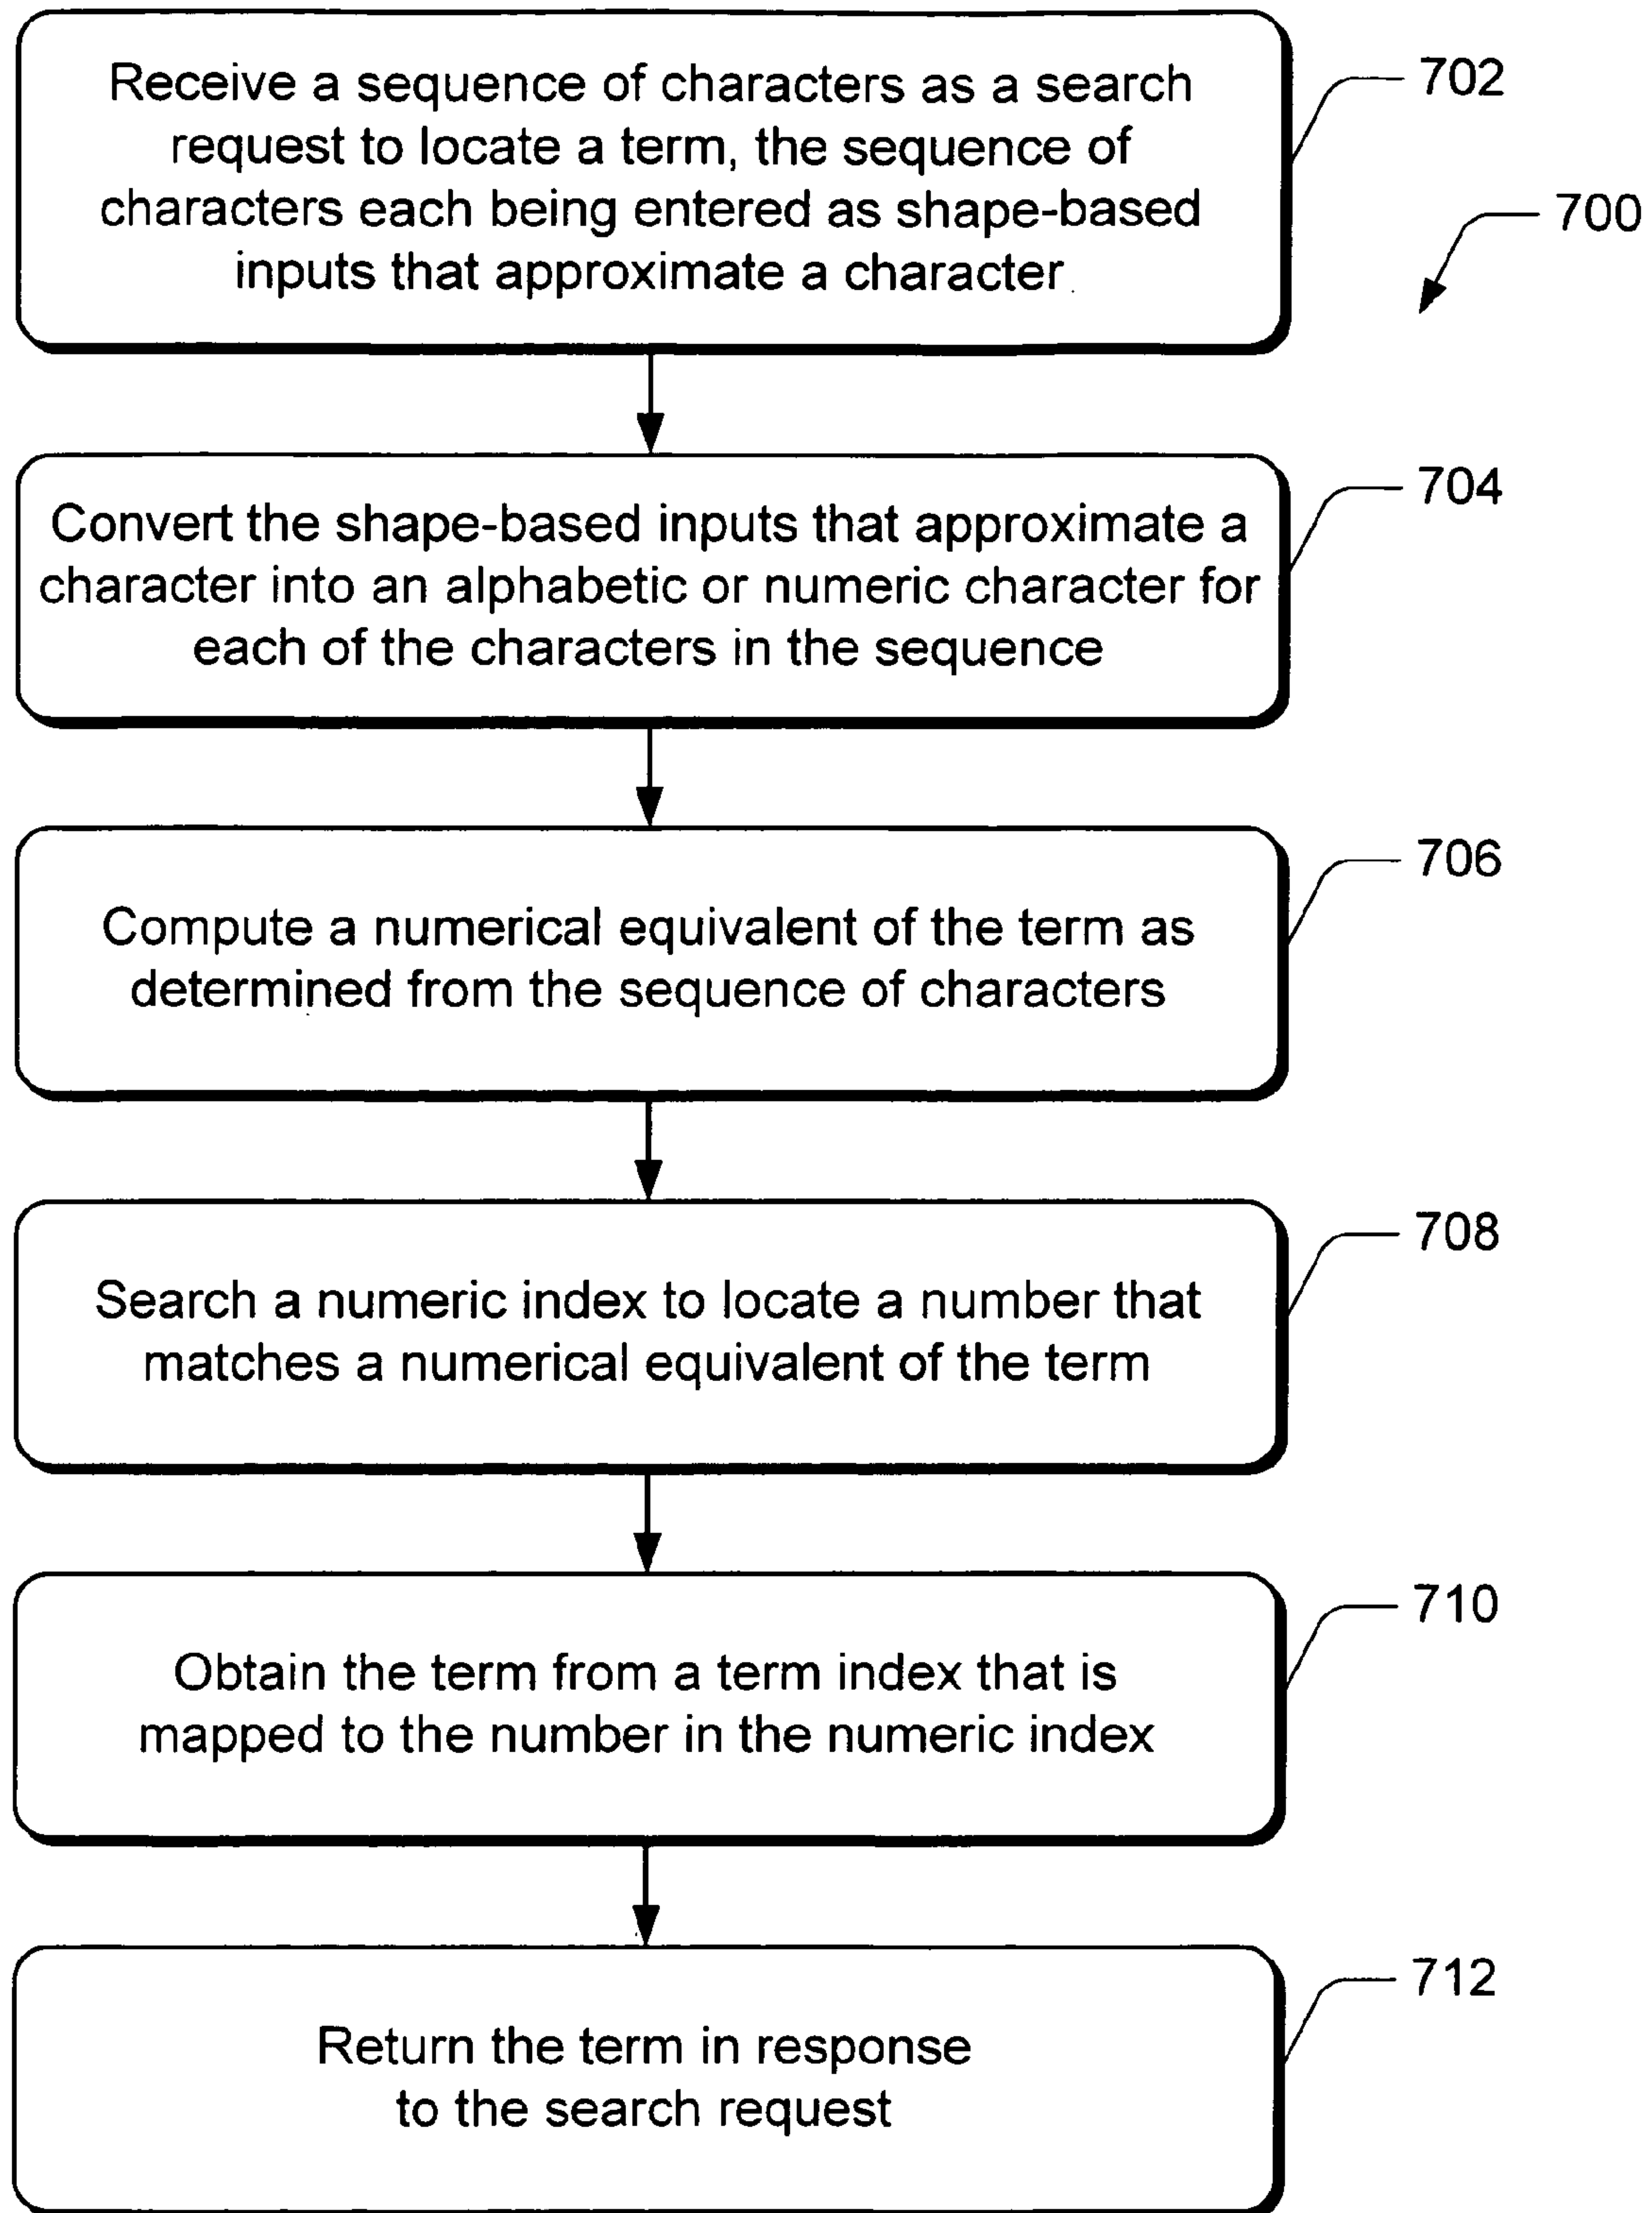 Receive a sequence of characters as a search
request to locate a term, the sequence of
characters each being entered as shape-based
inputs that approximate a character
702
700
Convert the shape-based inputs that approximate a
character into an alphabetic or numeric character for
each of the characters in the sequence
704
Compute a numerical equivalent of the term as
determined from the sequence of characters
706
Search a numeric index to locate a number that
matches a numerical equivalent of the term
708
Obtain the term from a term index that is
mapped to the number in the numeric index
710
Return the term in response
to the search request
712